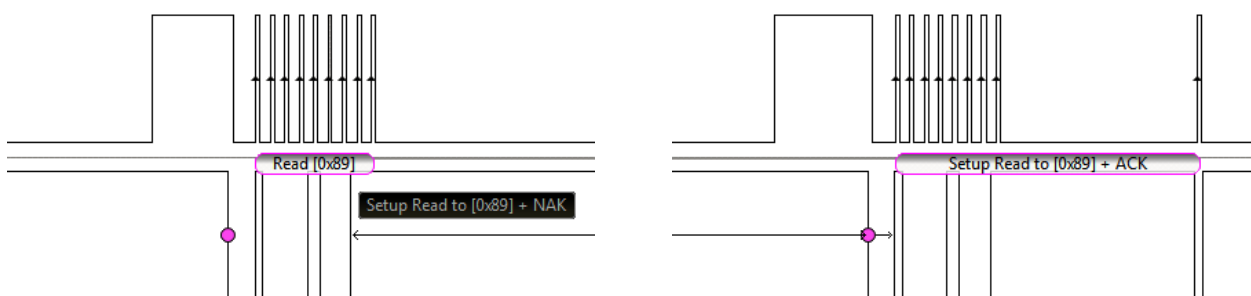 Read [0x89]
Setup Read to [0x89] + NAK
Setup Read to [0x89] + ACK